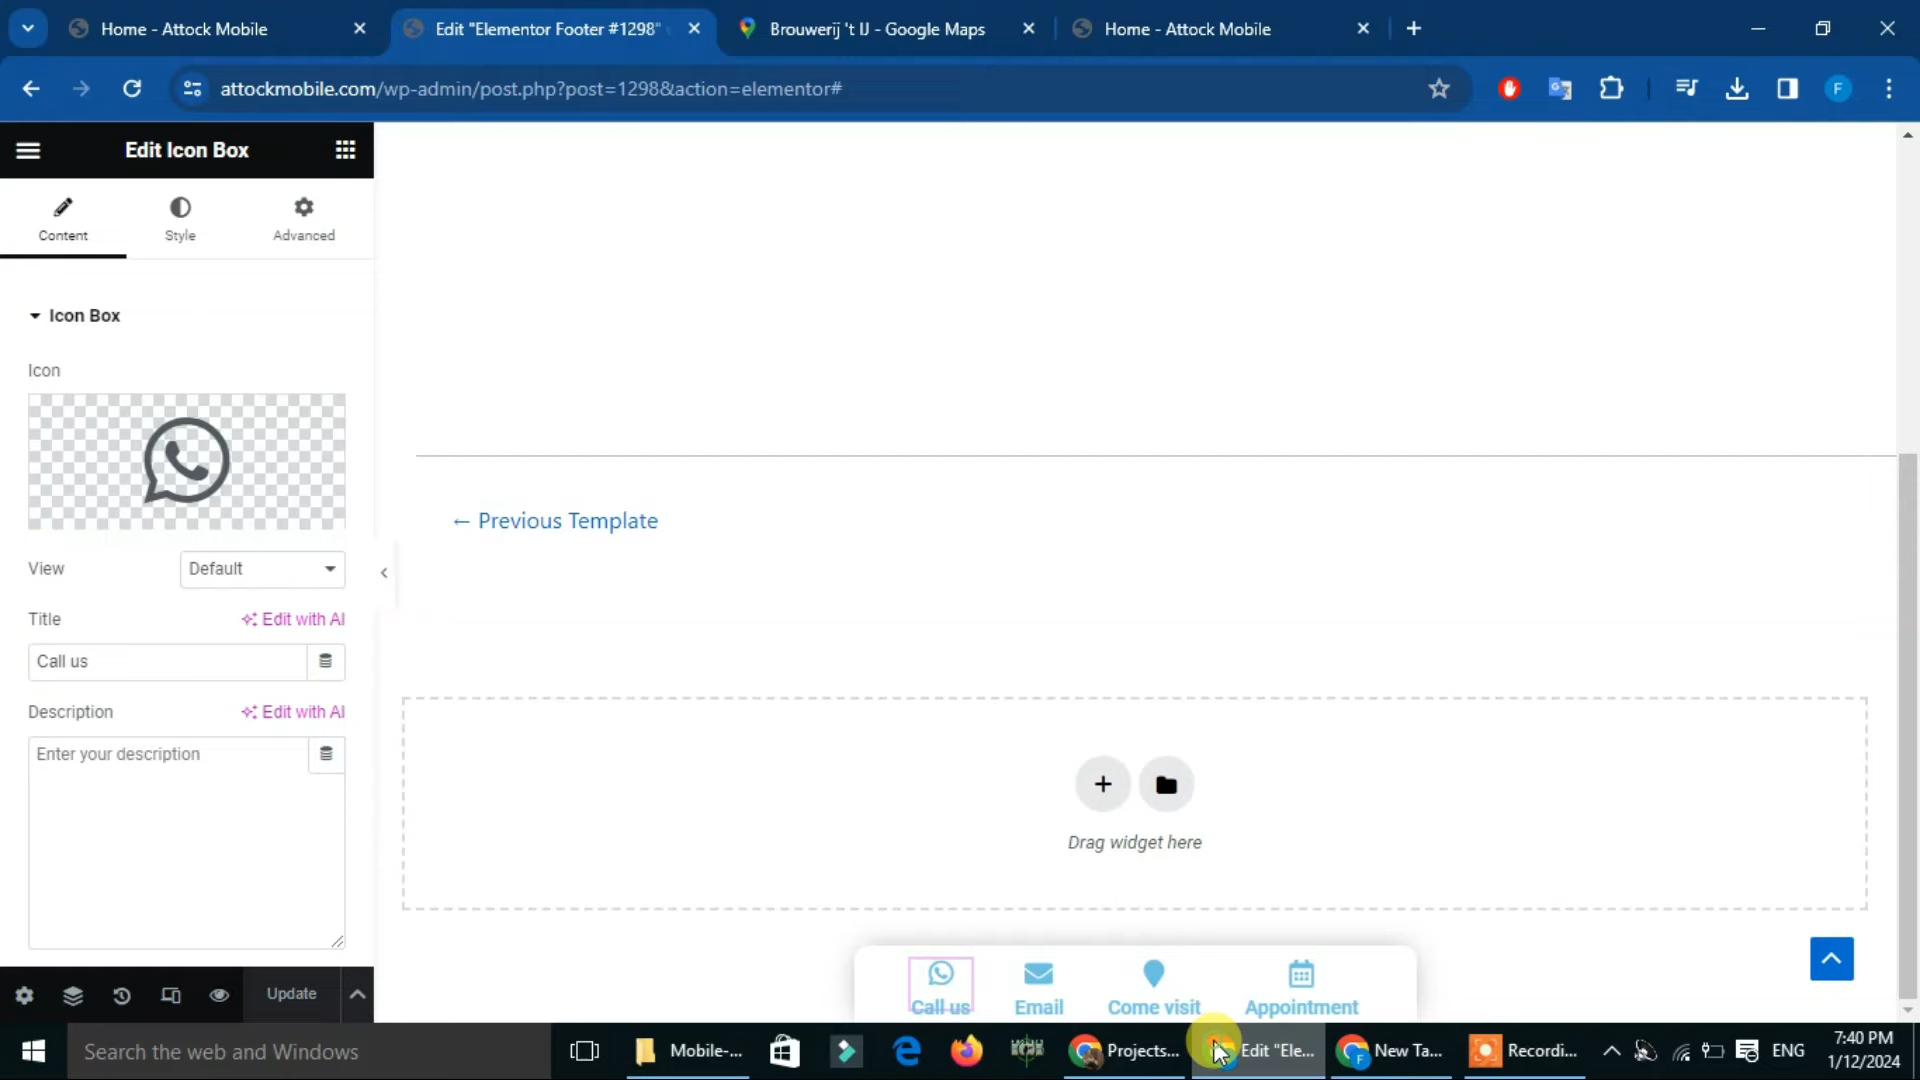 Home - Attock Mobile
Edit "Elementor Footer #1298"
Brouwerij 't IJ - Google Maps
Home - Attock Mobile
attockmobile.com/wp-admin/post.php?post=1298&action=elementor#
F
Edit Icon Box
Content
Style
Advanced
Icon Box
Icon
View
Default
Title
Edit with AI
Call us
Description
Edit with AI
Enter your description
Update
← Previous Template
Drag widget here
Call us
Email
Come visit
Appointment
Search the web and Windows
Mobile-...
Projects...
Edit "Ele...
New Ta...
Recordi...
ENG
7:40 PM
1/12/2024